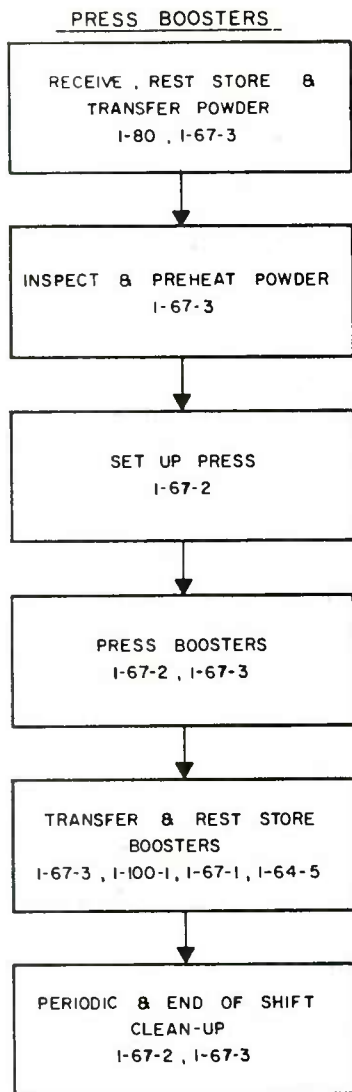 PRESS BOOSTERS
RECEIVE, REST STORE &
TRANSFER POWDER
1-80, 1-67-3
INSPECT & PREHEAT POWDER
1-67-3
SET UP PRESS
1-67-2
PRESS BOOSTERS
1-67-2, 1-67-3
TRANSFER & REST STORE
BOOSTERS
1-67-3, 1-100-1, 1-67-1, 1-64-5
PERIODIC & END OF SHIFT
CLEAN-UP
1-67-2, 1-67-3